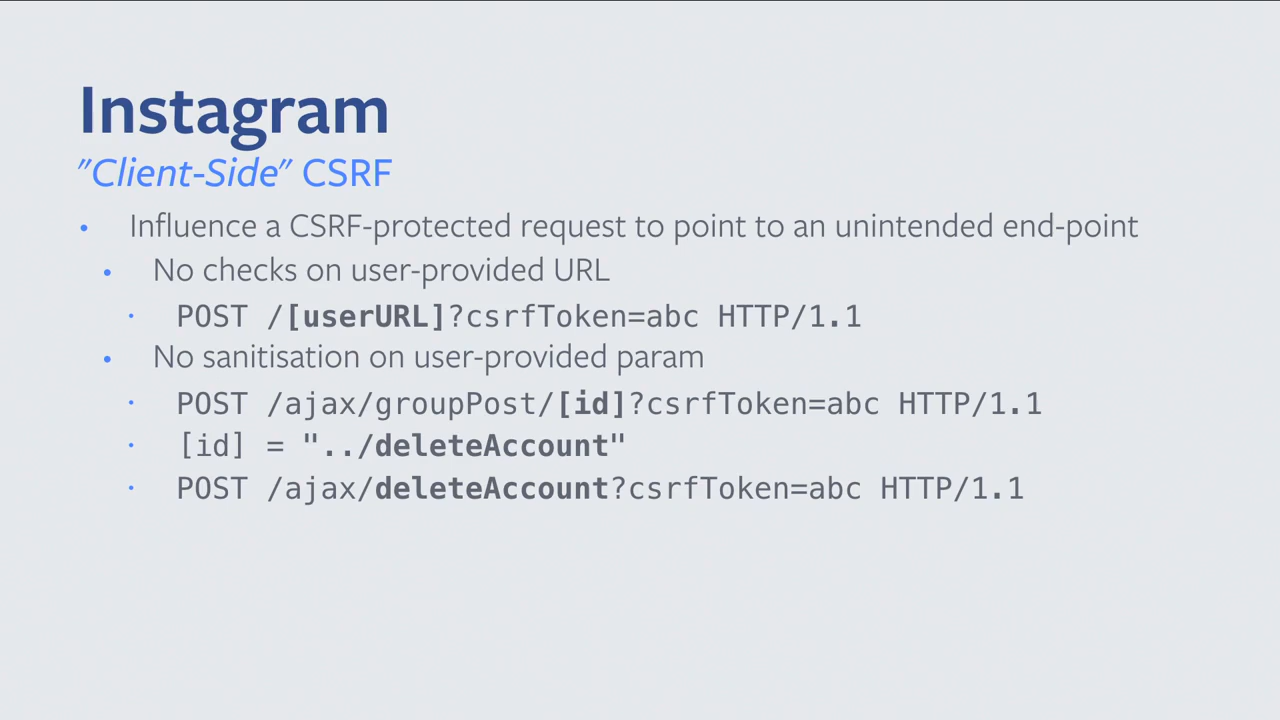 Instagram
"Client-Side" CSRF
• Influence a CSRF-protected request to point to an unintended end-point
• No checks on user-provided URL
• POST /[userURL]?csrfToken=abc HTTP/1.1
• No sanitisation on user-provided param
• POST /ajax/groupPost/[id]?csrfToken=abc HTTP/1.1
• [id] = "../deleteAccount"
• POST /ajax/deleteAccount?csrfToken=abc HTTP/1.1